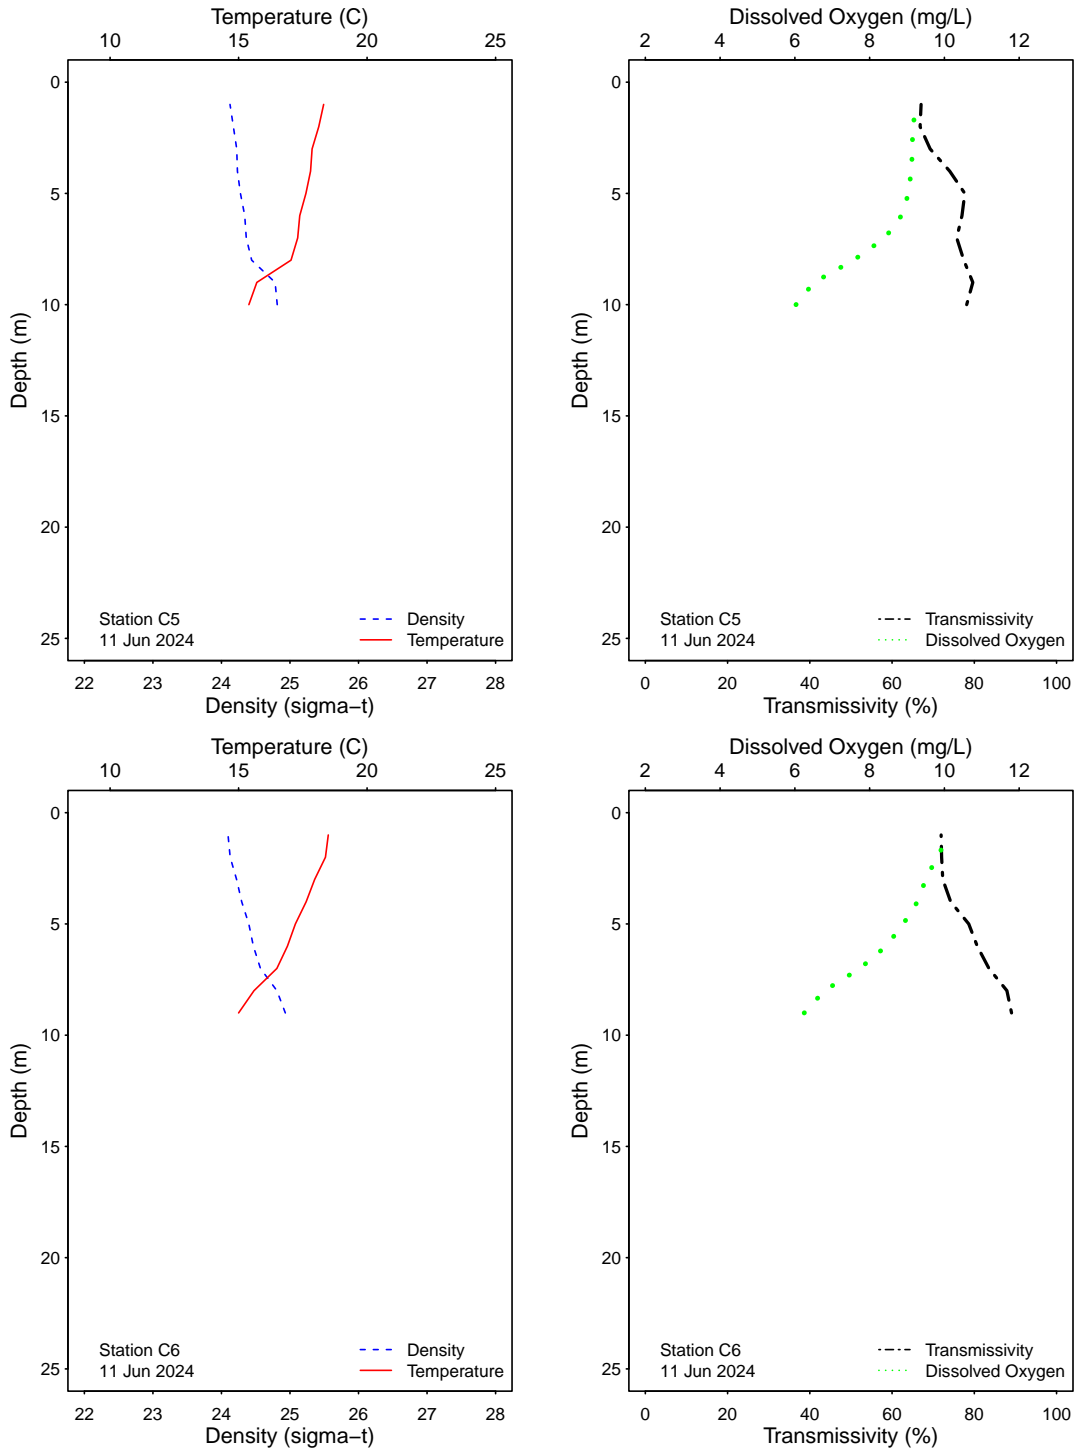 Temperature (C)
10 15 20 25
0
5
10
15
20
25
Depth (m)
Station C5
11 Jun 2024
Density
Temperature
22 23 24 25 26 27 28
Density (sigma−t)
Dissolved Oxygen (mg/L)
2 4 6 8 10 12
0
5
10
15
20
25
Depth (m)
Station C5
11 Jun 2024
Transmissivity
Dissolved Oxygen
0 20 40 60 80 100
Transmissivity (%)
Temperature (C)
10 15 20 25
0
5
10
15
20
25
Depth (m)
Station C6
11 Jun 2024
Density
Temperature
22 23 24 25 26 27 28
Density (sigma−t)
Dissolved Oxygen (mg/L)
2 4 6 8 10 12
0
5
10
15
20
25
Depth (m)
Station C6
11 Jun 2024
Transmissivity
Dissolved Oxygen
0 20 40 60 80 100
Transmissivity (%)